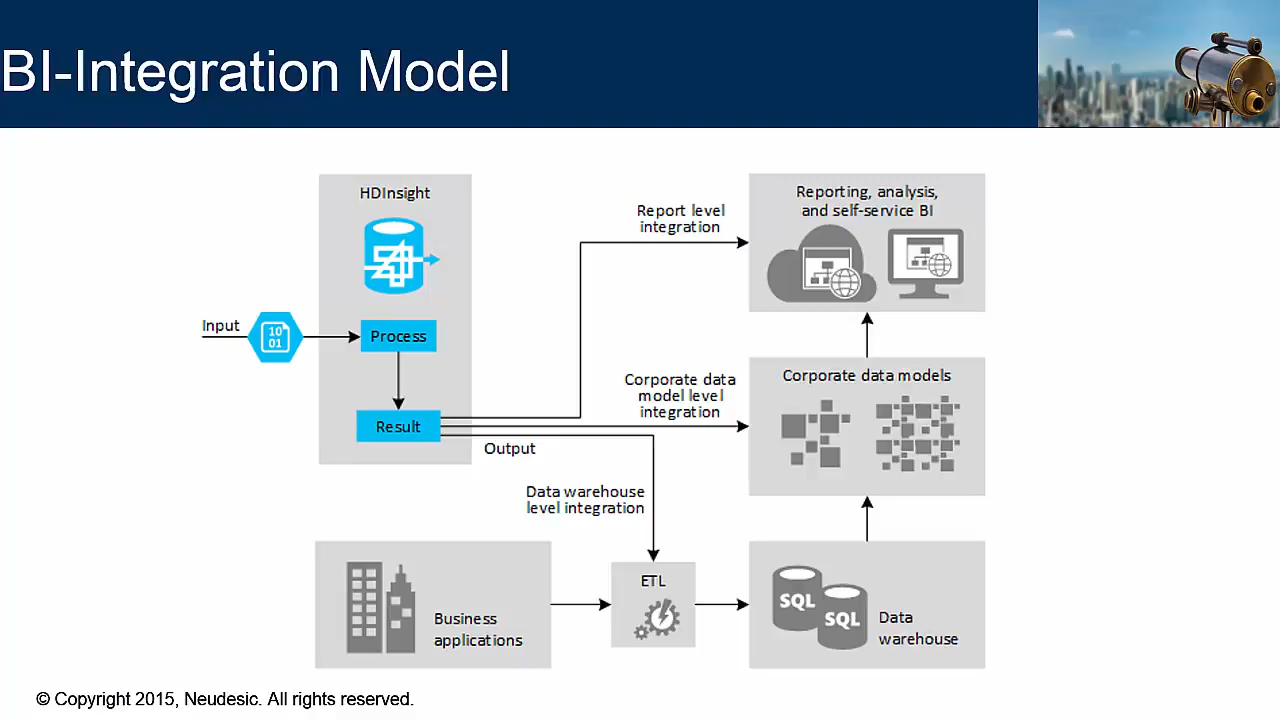 BI-Integration Model
HDInsight
Input
10
01
Process
Result
Output
Report level
integration
Corporate data
model level
integration
Data warehouse
level integration
Reporting, analysis,
and self-service BI
Corporate data models
Business
applications
ETL
SQL
SQL
Data
warehouse
© Copyright 2015, Neudesic. All rights reserved.